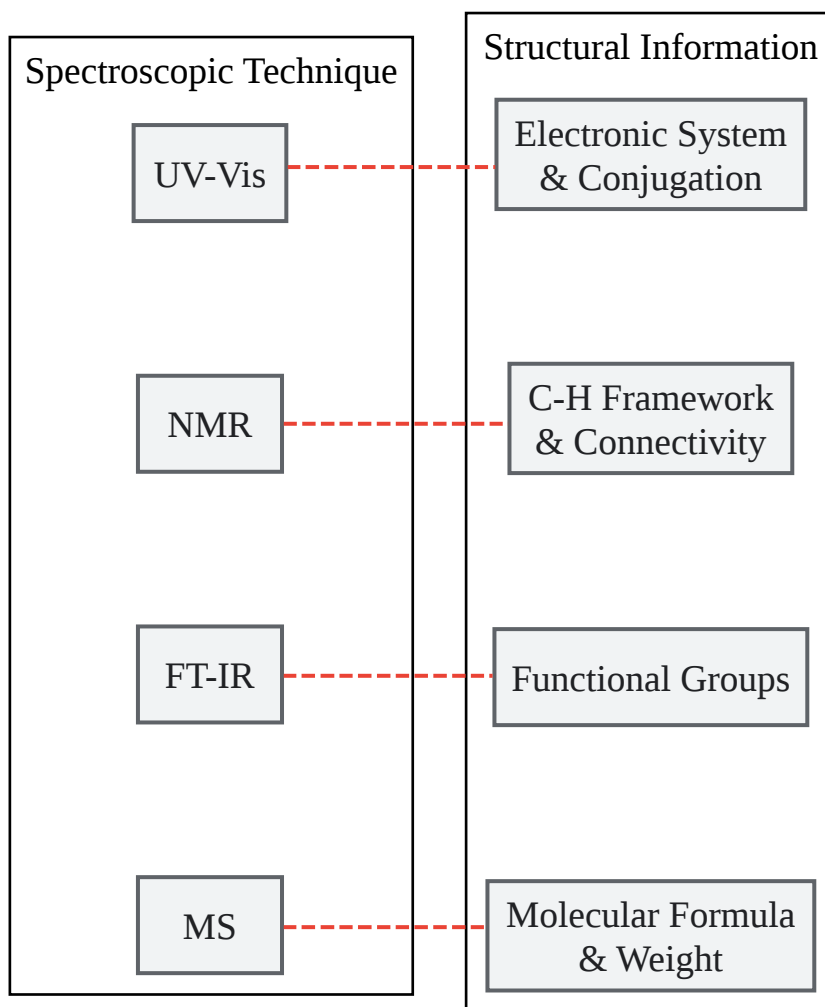 Spectroscopic Technique
Structural Information
UV-Vis
Electronic System
& Conjugation
NMR
C-H Framework
& Connectivity
FT-IR
Functional Groups
MS
Molecular Formula
& Weight